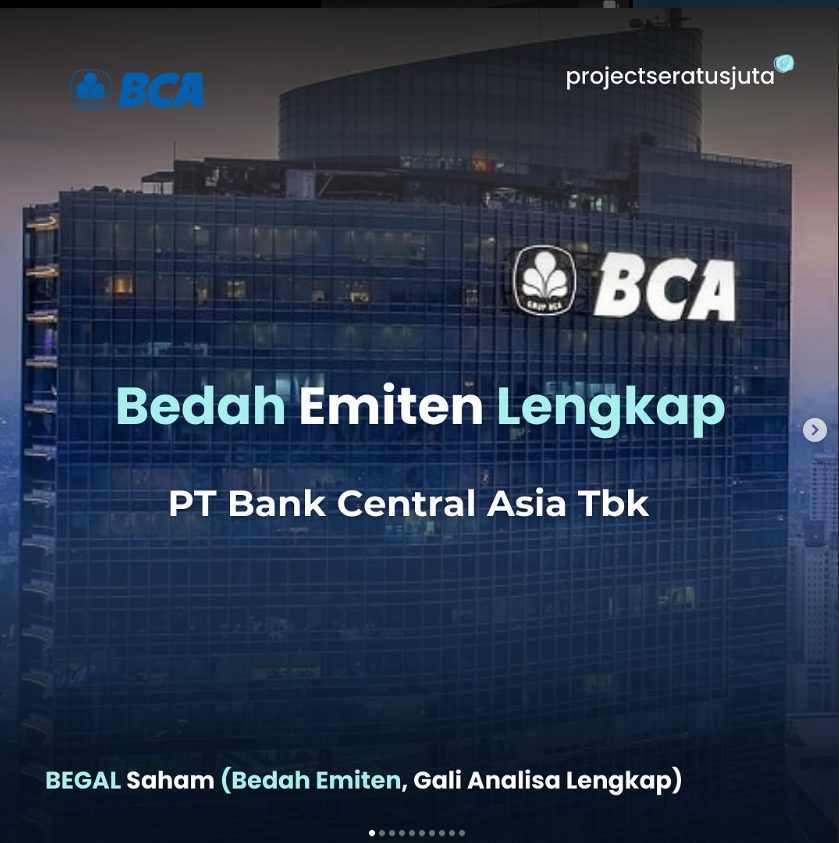 BCA
projectseratusjuta
GRUP BCA
BCA
Bedah Emiten Lengkap
PT Bank Central Asia Tbk
BEGAL Saham (Bedah Emiten, Gali Analisa Lengkap)